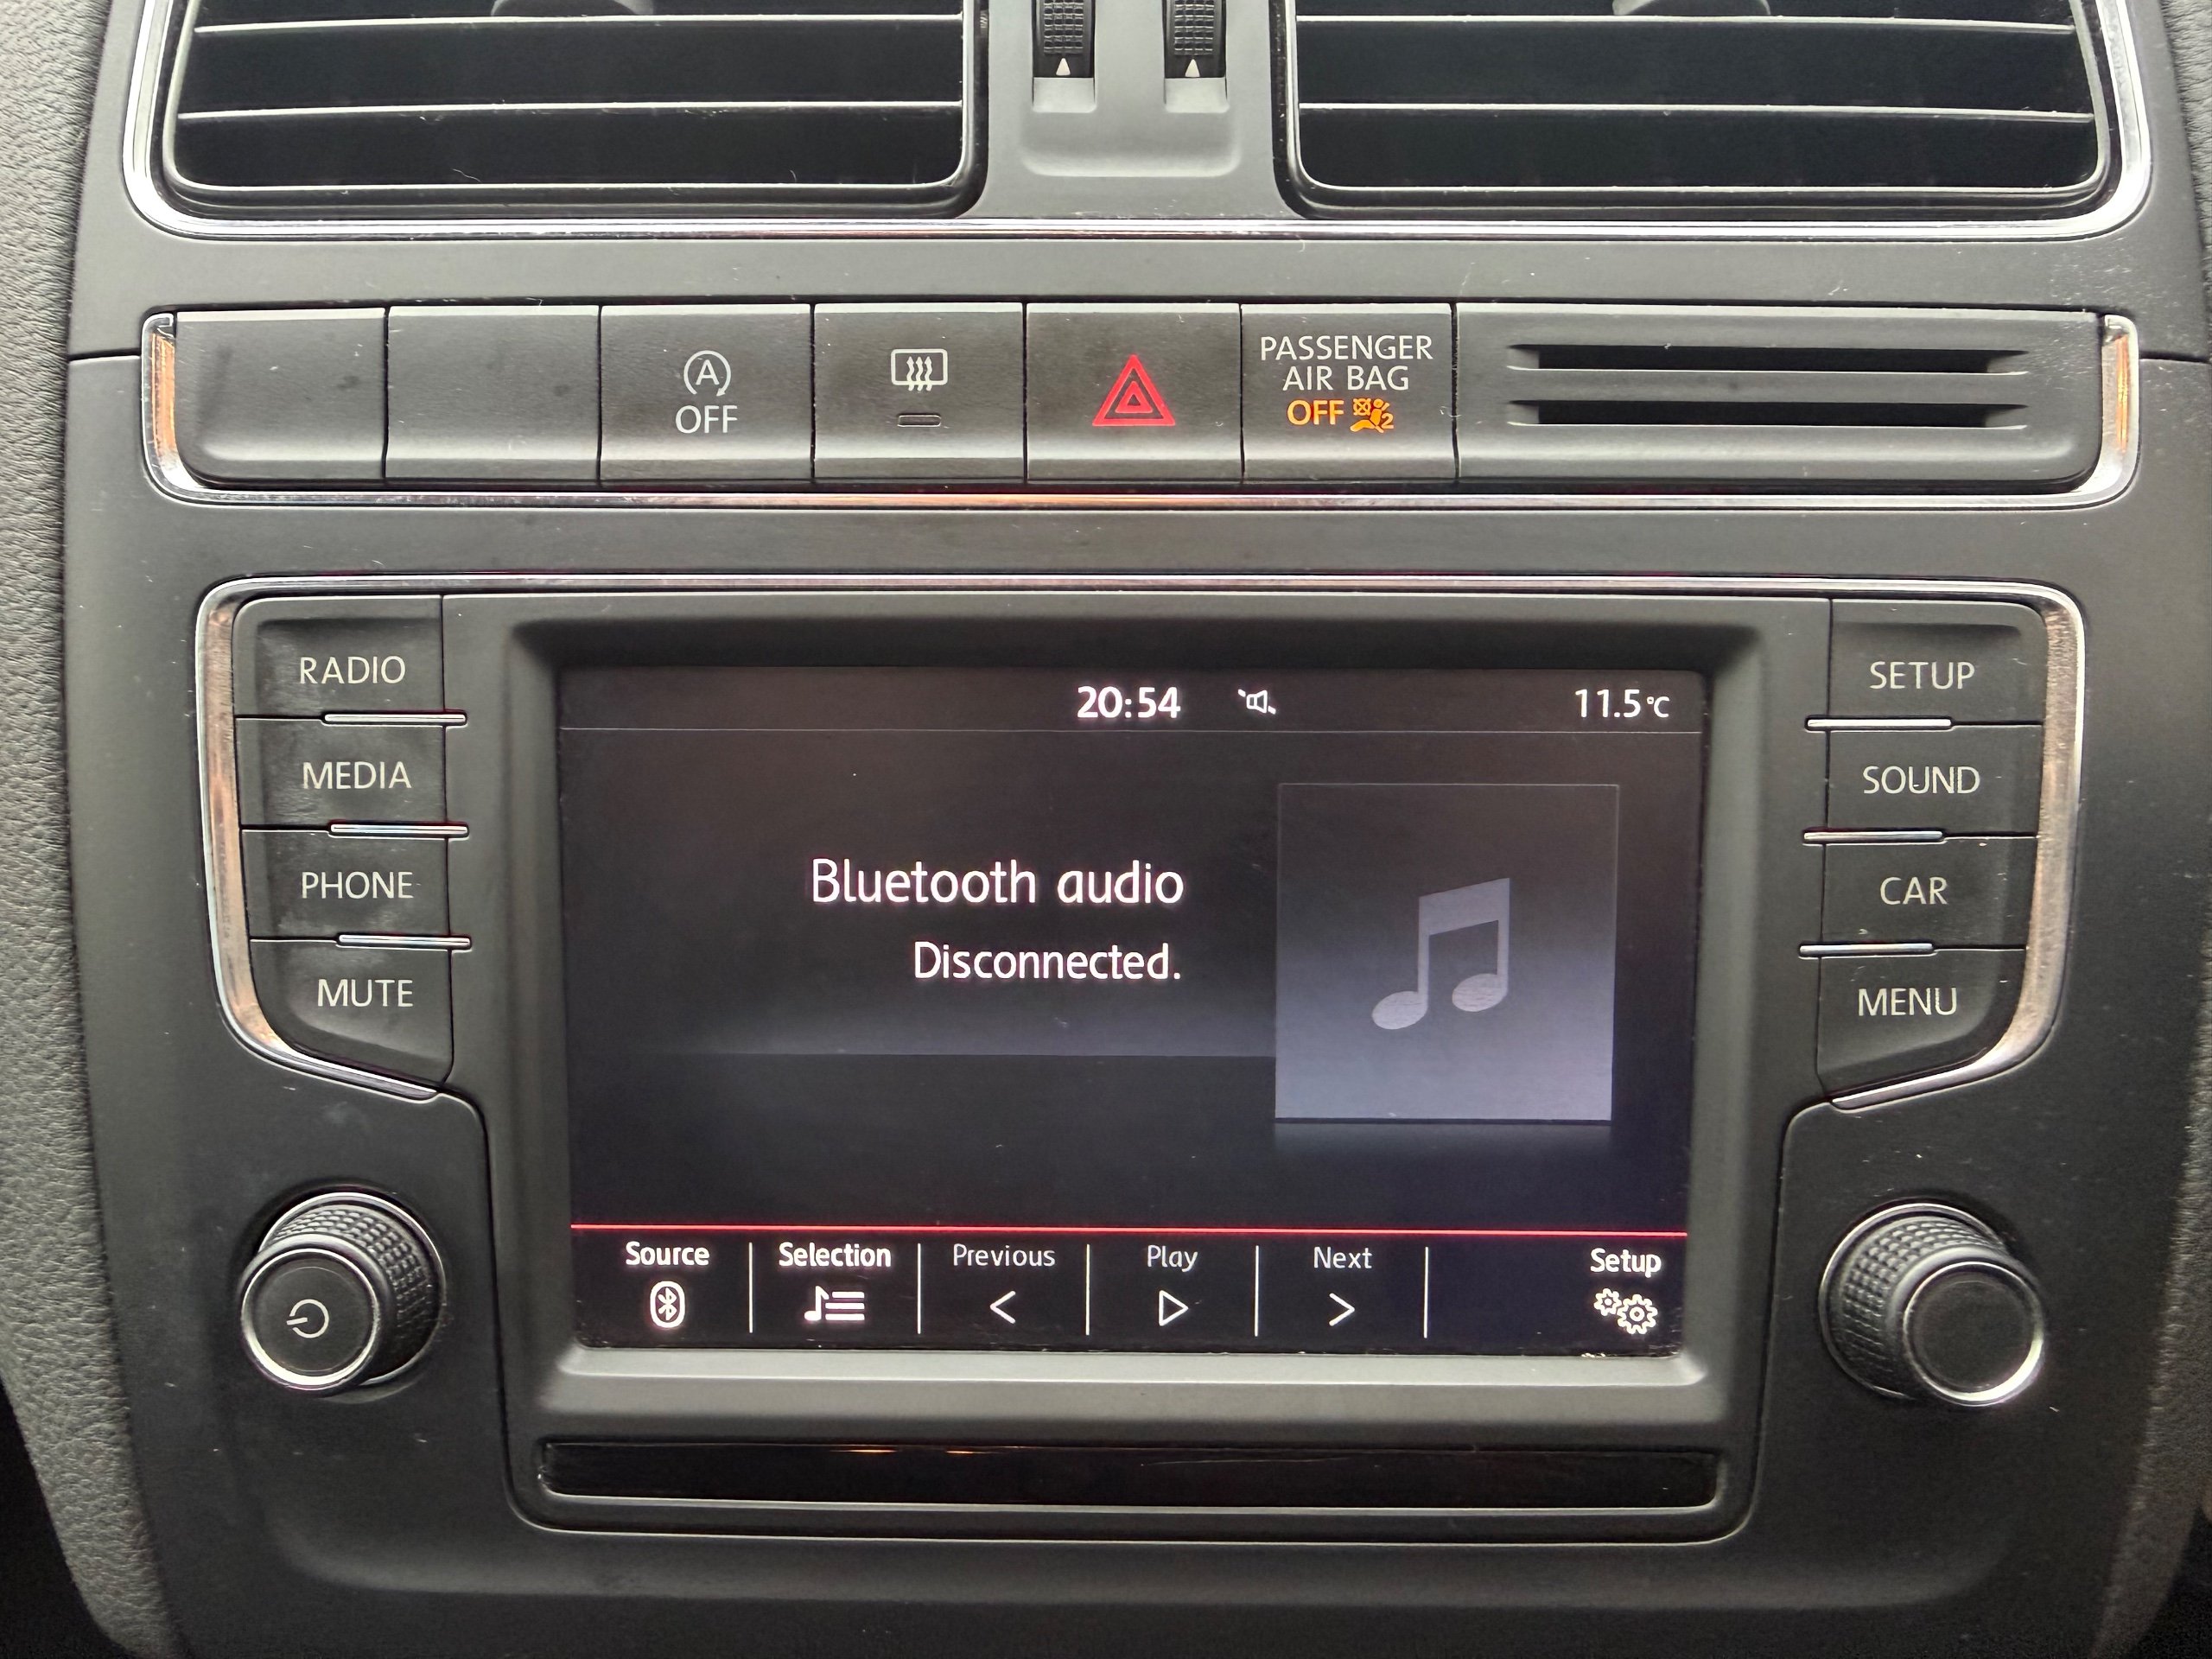 A
OFF
PASSENGER
AIR BAG
OFF 2
RADIO
MEDIA
PHONE
MUTE
20:54
11.5°C
Bluetooth audio
Disconnected.
Source
Selection
Previous
Play
Next
Setup
SETUP
SOUND
CAR
MENU